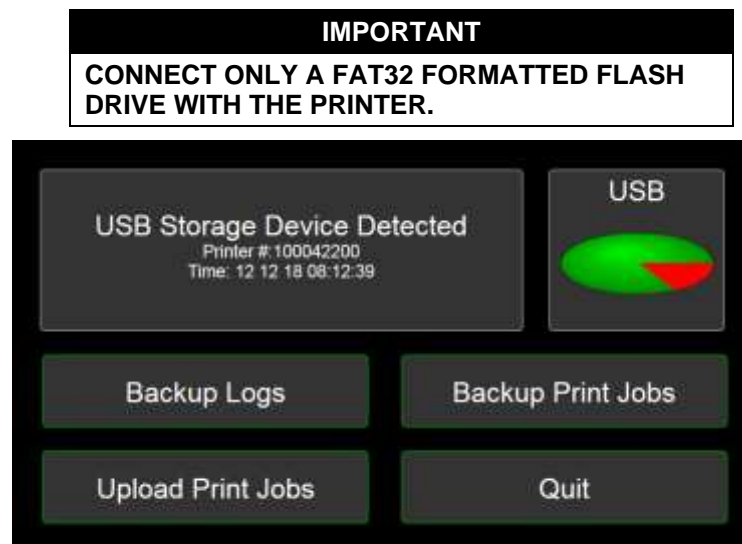 IMPORTANT
CONNECT ONLY A FAT32 FORMATTED FLASH
DRIVE WITH THE PRINTER.
USB Storage Device Detected
Printer #:100042200
Time: 12 12 18 08:12:39
USB
Backup Logs
Backup Print Jobs
Upload Print Jobs
Quit